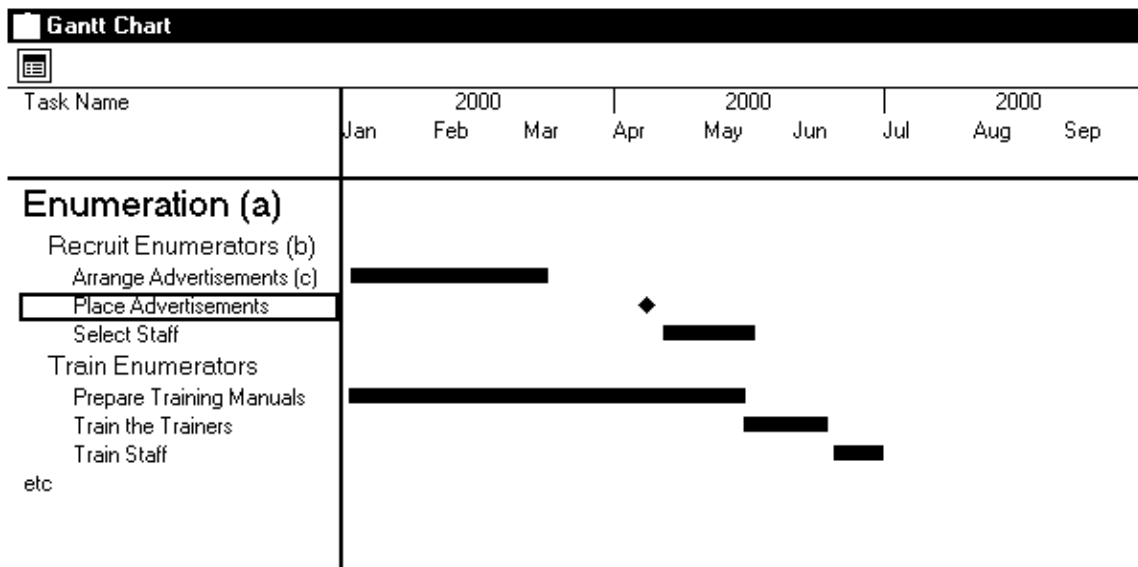 Gantt Chart
Task Name 2000 2000 2000
Jan Feb Mar Apr May Jun Jul Aug Sep
Enumeration (a)
Recruit Enumerators (b)
Arrange Advertisements (c)
Place Advertisements
Select Staff
Train Enumerators
Prepare Training Manuals
Train the Trainers
Train Staff
etc